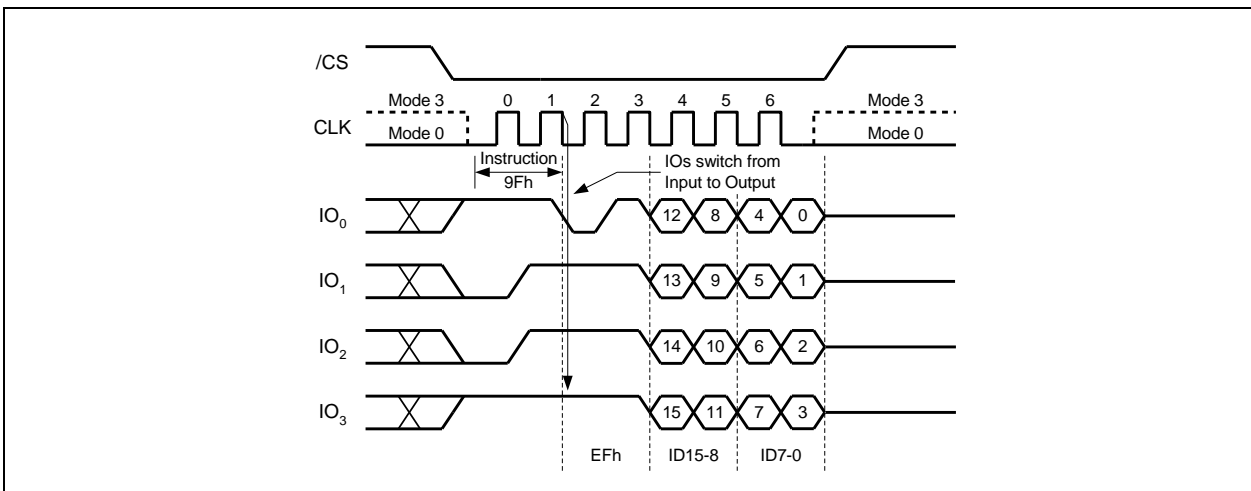 /CS
0 1 2 3 4 5 6
Mode 3 Mode 3
CLK
Mode 0 Mode 0
Instruction
9Fh
IOs switch from
Input to Output
IO0 12 8 4 0
IO1 13 9 5 1
IO2 14 10 6 2
IO3 15 11 7 3
EFh ID15-8 ID7-0